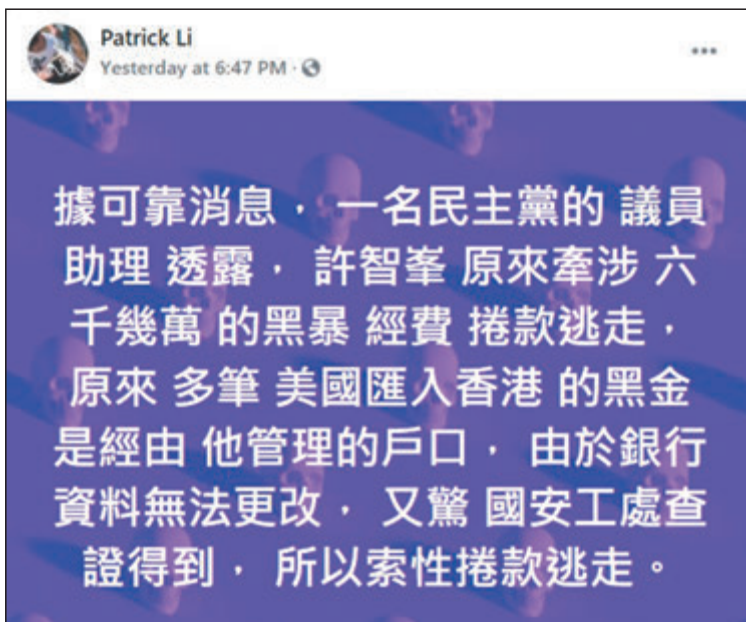 Patrick Li
Yesterday at 6:47 PM ·
據可靠消息， 一名民主黨的 議員
助理 透露， 許智峯 原來牽涉 六
千幾萬 的黑暴 經費 捲款逃走，
原來 多筆 美國匯入香港 的黑金
是經由 他管理的戶口， 由於銀行
資料無法更改， 又驚 國安工處查
證得到， 所以索性捲款逃走。